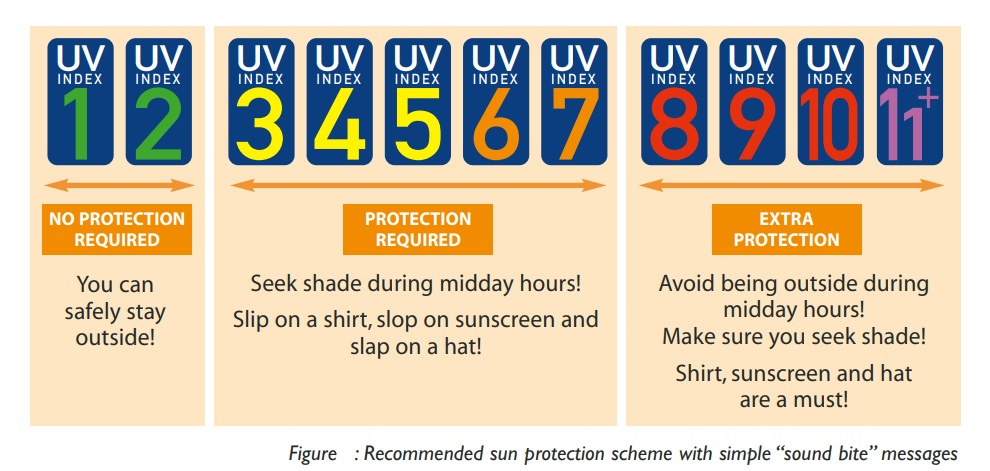 UV INDEX 1
UV INDEX 2
UV INDEX 3
UV INDEX 4
UV INDEX 5
UV INDEX 6
UV INDEX 7
UV INDEX 8
UV INDEX 9
UV INDEX 10
UV INDEX 11+
NO PROTECTION
REQUIRED
You can
safely stay
outside!
PROTECTION
REQUIRED
Seek shade during midday hours!
Slip on a shirt, slop on sunscreen and
slap on a hat!
EXTRA
PROTECTION
Avoid being outside during
midday hours!
Make sure you seek shade!
Shirt, sunscreen and hat
are a must!
Figure : Recommended sun protection scheme with simple “sound bite” messages